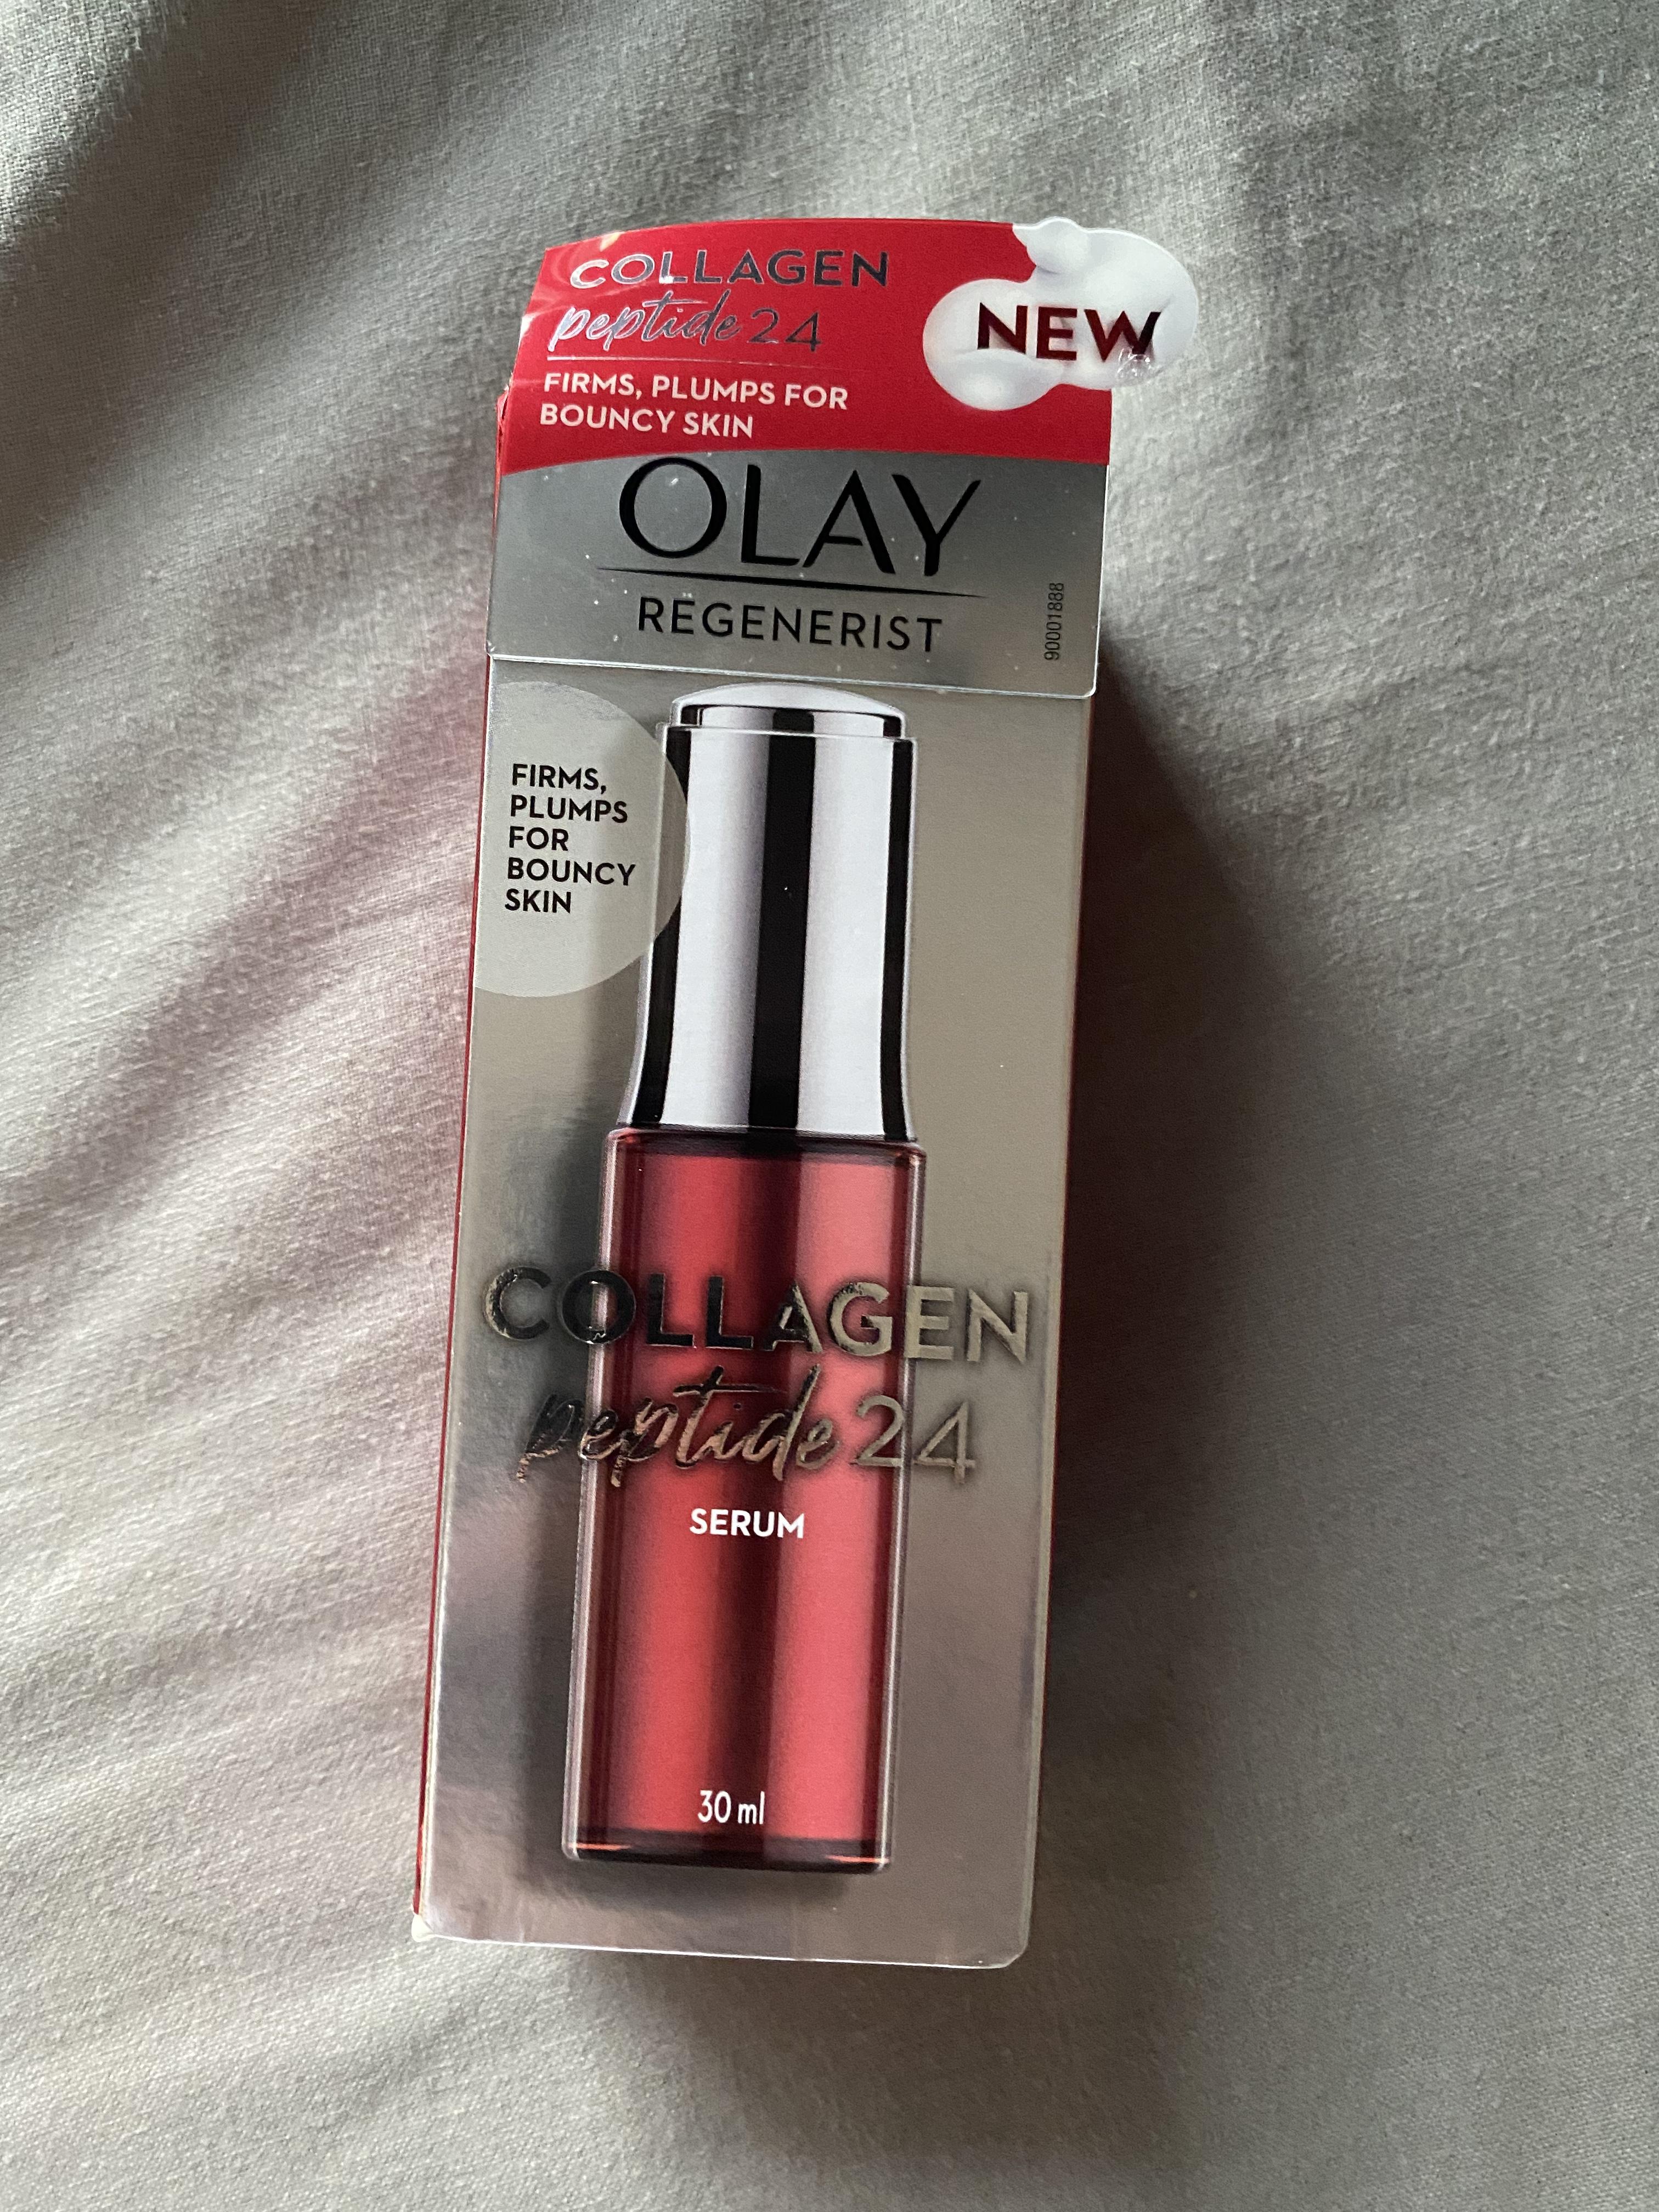 COLLAGEN
peptide 24
NEW
FIRMS, PLUMPS FOR
BOUNCY SKIN
OLAY
REGENERIST
90001888
FIRMS,
PLUMPS
FOR
BOUNCY
SKIN
COLLAGEN
peptide 24
SERUM
30 ml